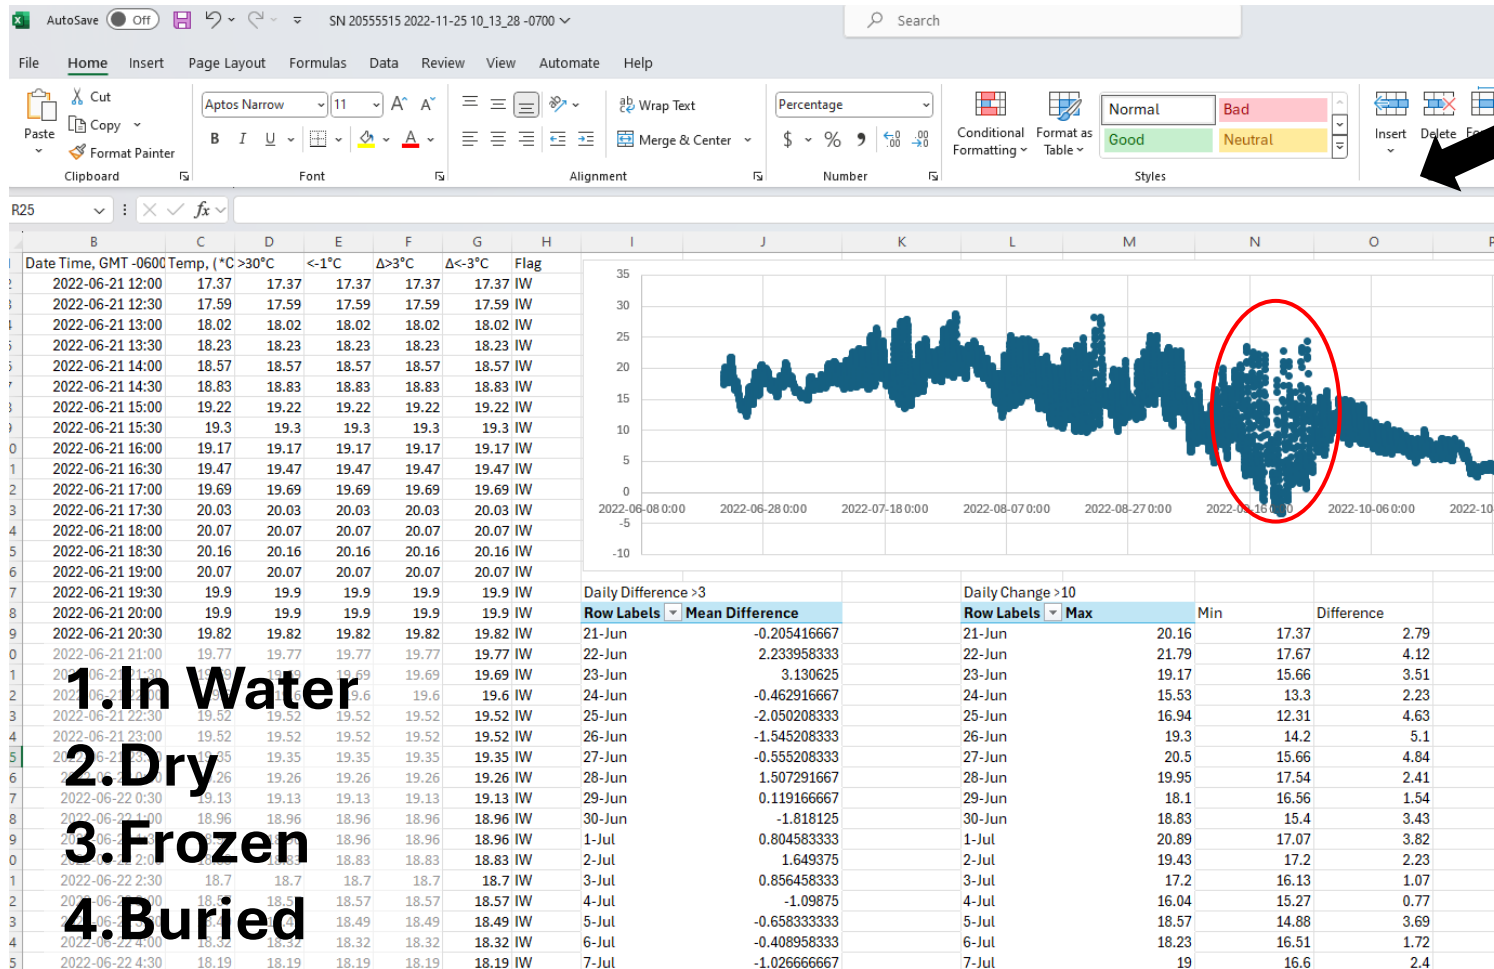 AutoSave Off SN 20555515 2022-11-25 10_13_28 -0700 Search
File Home Insert Page Layout Formulas Data Review View Automate Help
Paste Cut Copy Format Painter
Clipboard
Aptos Narrow 11 A A
B I U A
Font
Wrap Text
Merge & Center
Alignment
Percentage
$ % 9 .00 .00
Number
Conditional Formatting Format as Table
Normal Bad
Good Neutral
Styles
Insert Delete
R25 fx
B C D E F G H I J K L M N O
Date Time, GMT -0600 Temp, (*C >30°C <-1°C Δ>3°C Δ<-3°C Flag
2022-06-21 12:00 17.37 17.37 17.37 17.37 17.37 IW
2022-06-21 12:30 17.59 17.59 17.59 17.59 17.59 IW
2022-06-21 13:00 18.02 18.02 18.02 18.02 18.02 IW
2022-06-21 13:30 18.23 18.23 18.23 18.23 18.23 IW
2022-06-21 14:00 18.57 18.57 18.57 18.57 18.57 IW
2022-06-21 14:30 18.83 18.83 18.83 18.83 18.83 IW
2022-06-21 15:00 19.22 19.22 19.22 19.22 19.22 IW
2022-06-21 15:30 19.3 19.3 19.3 19.3 19.3 IW
2022-06-21 16:00 19.17 19.17 19.17 19.17 19.17 IW
2022-06-21 16:30 19.47 19.47 19.47 19.47 19.47 IW
2022-06-21 17:00 19.69 19.69 19.69 19.69 19.69 IW
2022-06-21 17:30 20.03 20.03 20.03 20.03 20.03 IW
2022-06-21 18:00 20.07 20.07 20.07 20.07 20.07 IW
2022-06-21 18:30 20.16 20.16 20.16 20.16 20.16 IW
2022-06-21 19:00 20.07 20.07 20.07 20.07 20.07 IW
2022-06-21 19:30 19.9 19.9 19.9 19.9 19.9 IW
2022-06-21 20:00 19.9 19.9 19.9 19.9 19.9 IW
2022-06-21 20:30 19.82 19.82 19.82 19.82 19.82 IW
2022-06-21 21:00 19.77 19.77 19.77 19.77 19.77 IW
19.69 19.69 19.69 IW
19.6 19.6 19.6 IW
22:30 19.52 19.52 19.52 19.52 19.52 IW
2022-06-21 23:00 19.52 19.52 19.52 19.52 19.52 IW
19.35 19.35 19.35 19.35 IW
19.26 19.26 19.26 19.26 IW
2022-06-22 0:30 19.13 19.13 19.13 19.13 19.13 IW
18.96 18.96 18.96 18.96 18.96 IW
18.96 18.96 18.96 IW
18.83 18.83 18.83 IW
2022-06-22 2:30 18.7 18.7 18.7 18.7 18.7 IW
18.57 18.57 18.57 IW
18.49 18.49 18.49 IW
18.32 18.32 18.32 18.32 18.32 IW
2022-06-22 4:30 18.19 18.19 18.19 18.19 18.19 IW
1.In Water
2.Dry
3.Frozen
4.Buried
35
30
25
20
15
10
5
0
2022-06-08 0:00 2022-06-28 0:00 2022-07-18 0:00 2022-08-07 0:00 2022-08-27 0:00 2022-10-06 0:00 2022-10
-5
-10
Daily Difference >3
Row Labels Mean Difference
21-Jun -0.205416667
22-Jun 2.233958333
23-Jun 3.130625
24-Jun -0.462916667
25-Jun -2.050208333
26-Jun -1.545208333
27-Jun -0.555208333
28-Jun 1.507291667
29-Jun 0.119166667
30-Jun -1.818125
1-Jul 0.804583333
2-Jul 1.649375
3-Jul 0.856458333
4-Jul -1.09875
5-Jul -0.658333333
6-Jul -0.408958333
7-Jul -1.026666667
Daily Change >10
Row Labels Max Min Difference
21-Jun 20.16 17.37 2.79
22-Jun 21.79 17.67 4.12
23-Jun 19.17 15.66 3.51
24-Jun 15.53 13.3 2.23
25-Jun 16.94 12.31 4.63
26-Jun 19.3 14.2 5.1
27-Jun 20.5 15.66 4.84
28-Jun 19.95 17.54 2.41
29-Jun 18.1 16.56 1.54
30-Jun 18.83 15.4 3.43
1-Jul 20.89 17.07 3.82
2-Jul 19.43 17.2 2.23
3-Jul 17.2 16.13 1.07
4-Jul 16.04 15.27 0.77
5-Jul 18.57 14.88 3.69
6-Jul 18.23 16.51 1.72
7-Jul 19 16.6 2.4